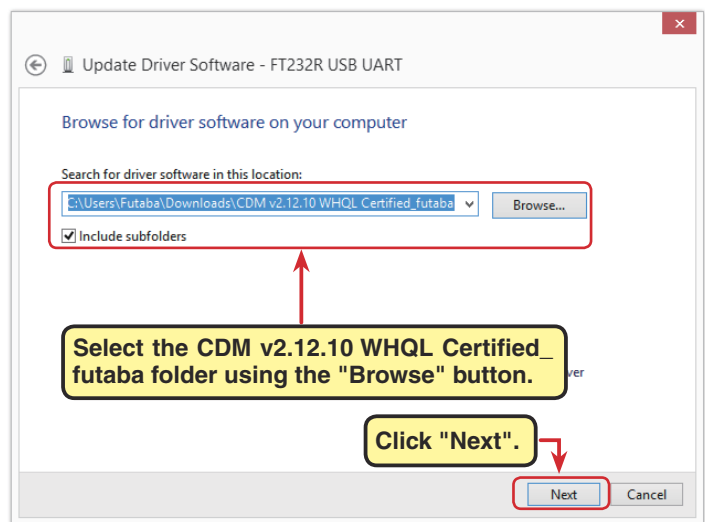 Update Driver Software - FT232R USB UART
Browse for driver software on your computer
Search for driver software in this location:
C:\Users\Futaba\Downloads\CDM v2.12.10 WHQL Certified_futaba
Browse...
Include subfolders
Select the CDM v2.12.10 WHQL Certified_
futaba folder using the "Browse" button.
Click "Next".
Next
Cancel